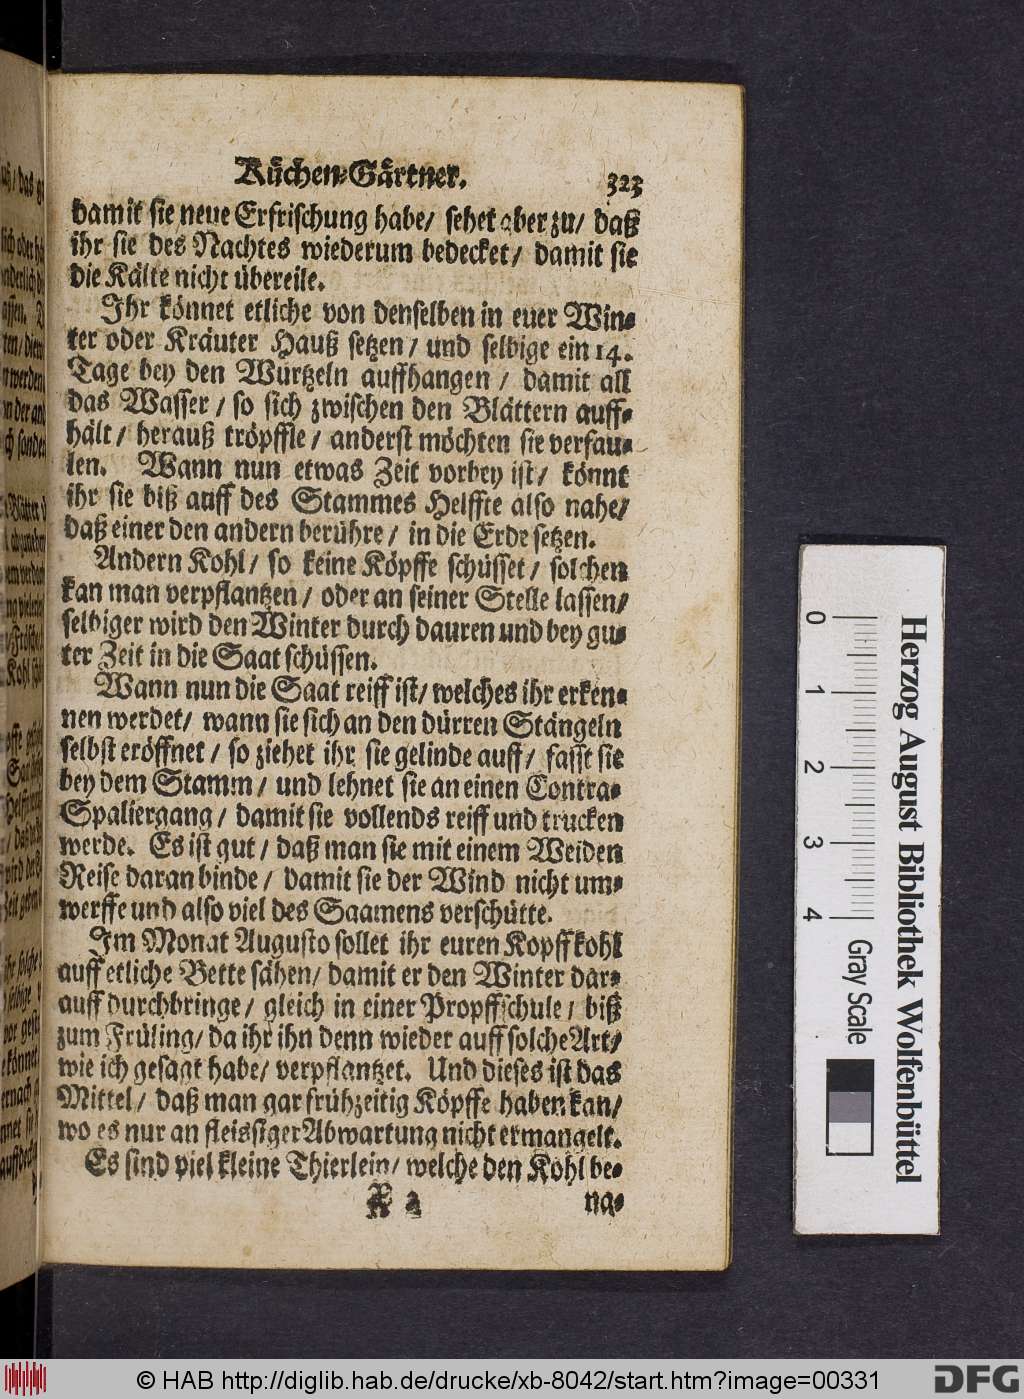 Küchen-Gärtner. 323
damit sie neue Erfrischung habe/ sehet aber zu/ daß
ihr sie des Nachtes wiederum bedecket/ damit sie
die Kälte nicht übereile.
Ihr könnet etliche von denselben in euer Win-
ter oder Kräuter Hauß setzen/ und selbige ein 14.
Tage bey den Wurtzeln auffhangen/ damit all
das Wasser/ so sich zwischen den Blättern auff-
hält/ herauß tröpffle/ anderst möchten sie verfau-
len. Wann nun etwas Zeit vorbey ist/ könnt
ihr sie biß auff des Stammes Helffte also nahe/
daß einer den andern berühre/ in die Erde setzen.
Andern Kohl/ so keine Köpffe schüsset/ solchen
kan man verpflantzen/ oder an seiner Stelle lassen/
selbiger wird den Winter durch dauren und bey gu-
ter Zeit in die Saat schüssen.
Wann nun die Saat reiff ist/ welches ihr erken-
nen werdet/ wann sie sich an den dürren Stängeln
selbst eröffnet/ so ziehet ihr sie gelinde auff/ fasst sie
bey dem Stamm/ und lehnet sie an einen Contra-
Spaliergang/ damit sie vollends reiff und trucken
werde. Es ist gut/ daß man sie mit einem Weiden
Reise daran binde/ damit sie der Wind nicht um-
werffe und also viel des Saamens verschütte.
Im Monat Augusto sollet ihr euren Kopffkohl
auff etliche Bette sähen/ damit er den Winter dar-
auff durchbringe/ gleich in einer Propffschule/ biß
zum Früling/ da ihr ihn denn wieder auff solche Art/
wie ich gesagt habe/ verpflantzet. Und dieses ist das
Mittel/ daß man gar frühzeitig Köpffe haben kan/
wo es nur an fleissiger Abwartung nicht ermangelt.
Es sind viel kleine Thierlein/ welche den Kohl be-
X 2 na-
0 1 2 3 4 Gray Scale
Herzog August Bibliothek Wolfenbüttel
© HAB http://diglib.hab.de/drucke/xb-8042/start.htm?image=00331
DFG